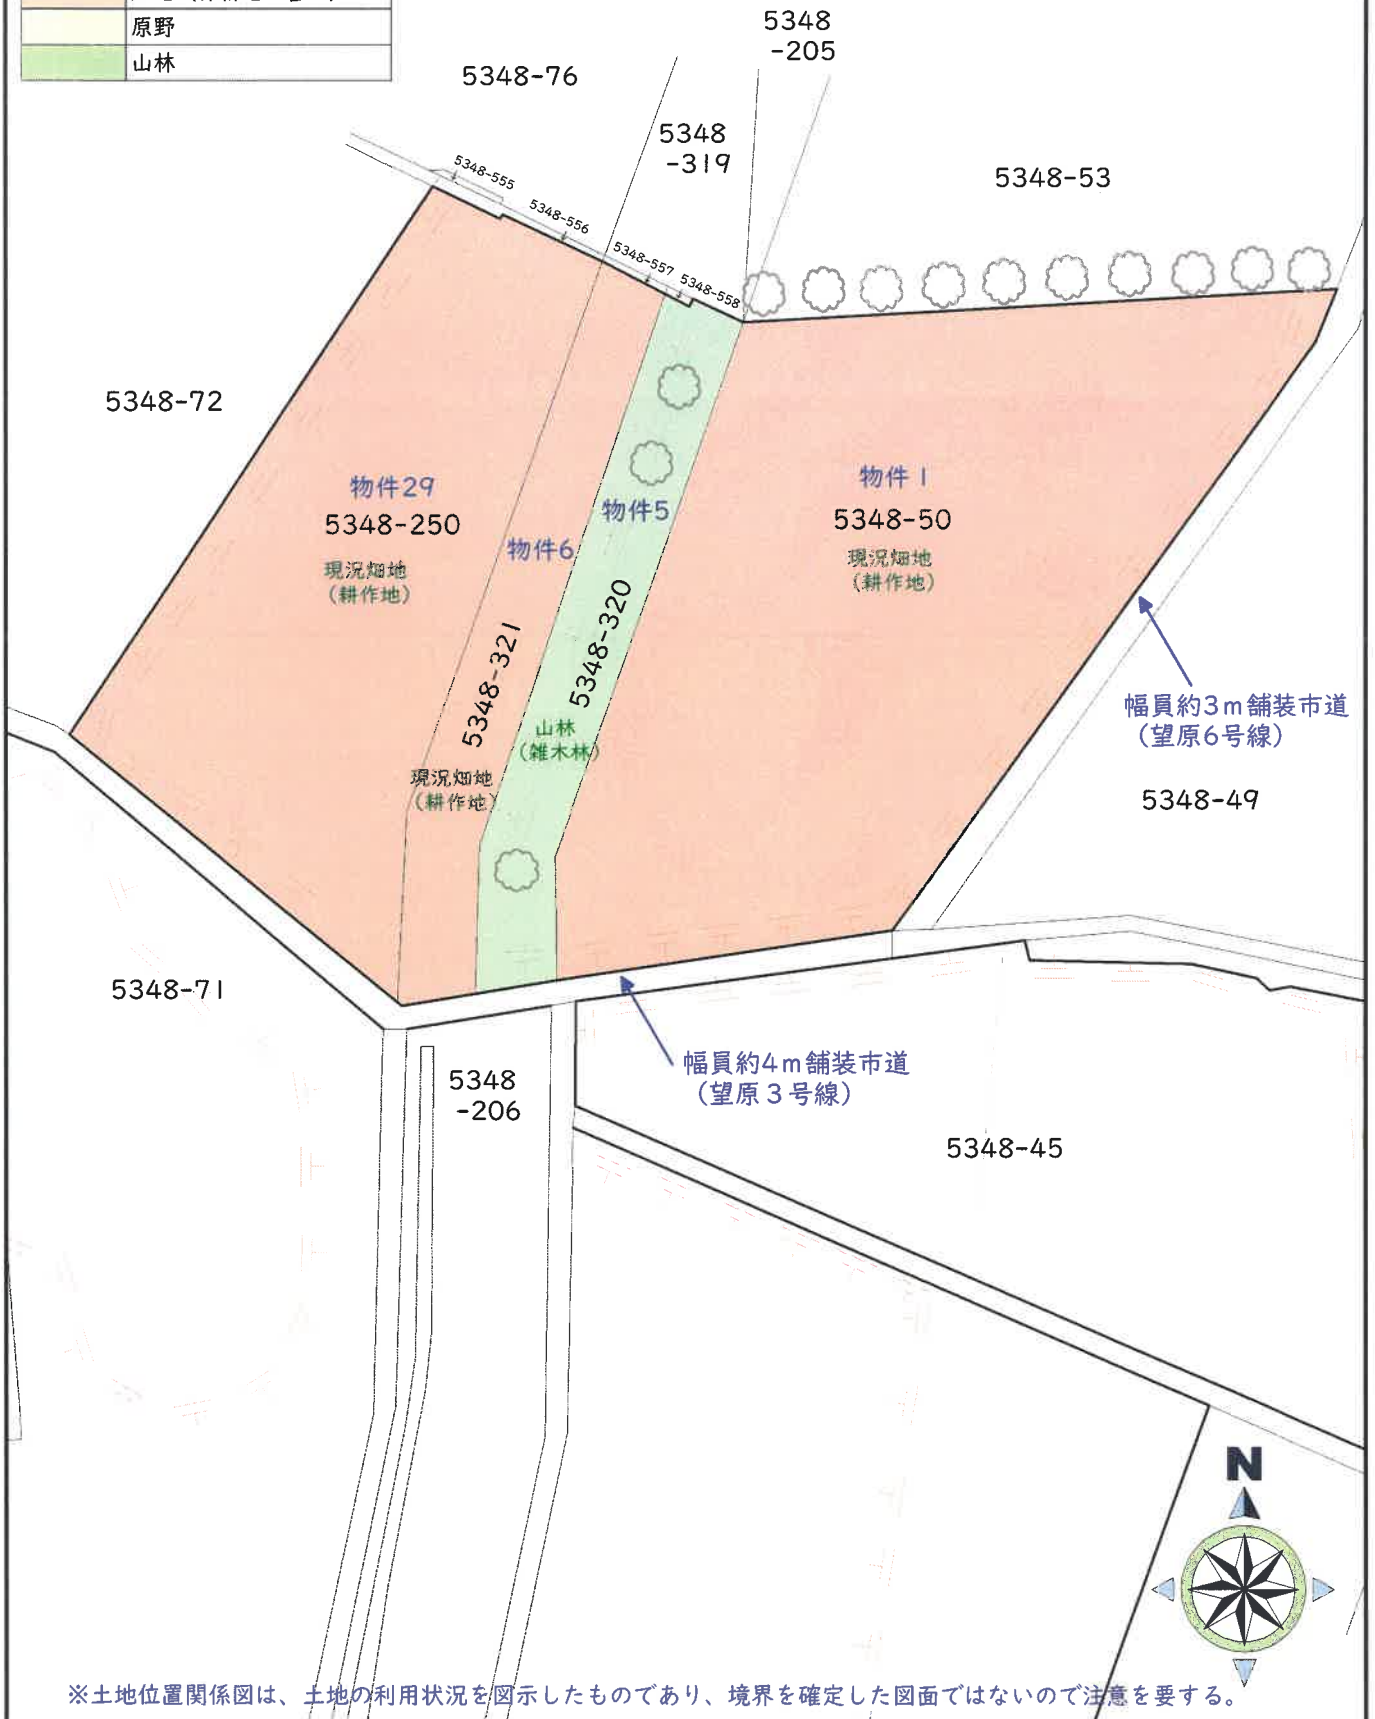 原野
山林
5348
-205
5348-76
5348
-319
5348-53
5348-555
5348-556
5348-557
5348-558
5348-72
物件29
5348-250
現況畑地
（耕作地）
物件6
5348-321
現況畑地
（耕作地）
物件5
5348-320
山林
（雑木林）
物件1
5348-50
現況畑地
（耕作地）
幅員約3m舗装市道
（望原6号線）
5348-49
5348-71
幅員約4m舗装市道
（望原3号線）
5348
-206
5348-45
N
※土地位置関係図は、土地の利用状況を図示したものであり、境界を確定した図面ではないので注意を要する。